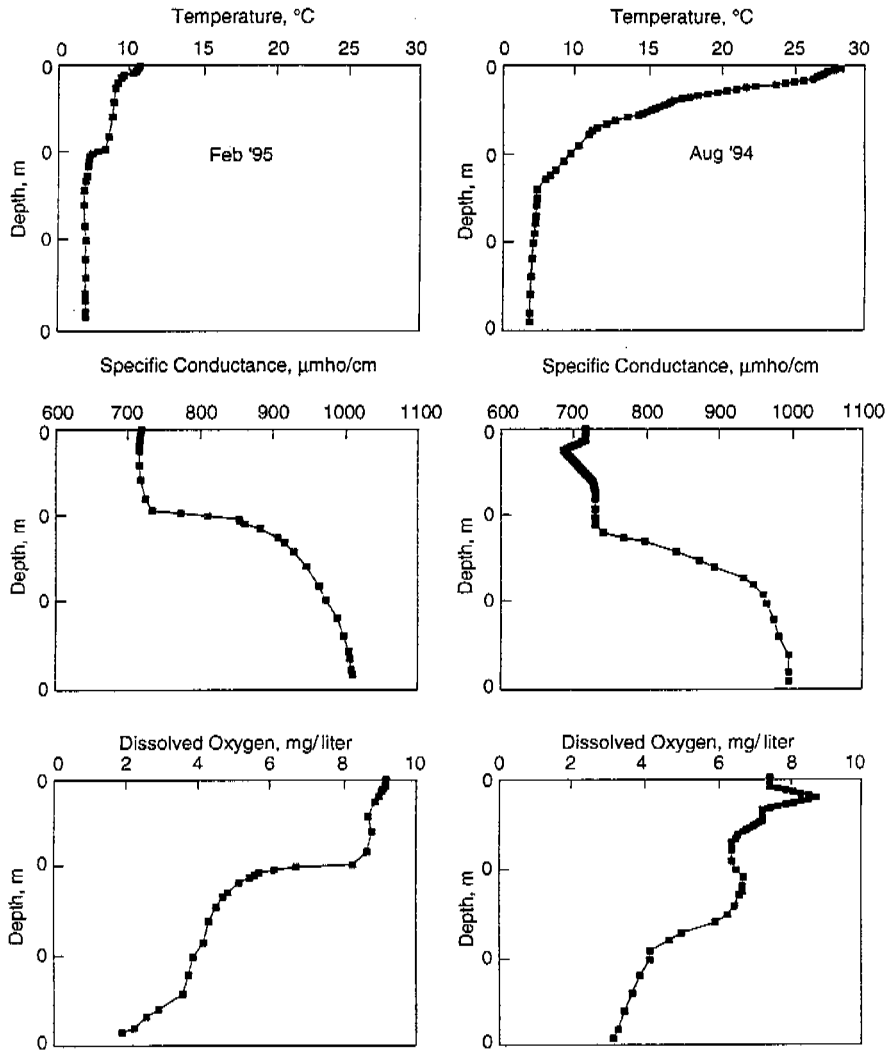 Temperature, °C
0 10 15 20 25 30
0
0
0
0
Depth, m
Feb '95
Temperature, °C
0 10 15 20 25 30
0
0
0
0
Depth, m
Aug '94
Specific Conductance, μmho/cm
600 700 800 900 1000 1100
0
0
0
0
Depth, m
Specific Conductance, μmho/cm
600 700 800 900 1000 1100
0
0
0
0
Depth, m
Dissolved Oxygen, mg/liter
0 2 4 6 8 10
0
0
0
0
Depth, m
Dissolved Oxygen, mg/liter
0 2 4 6 8 10
0
0
0
0
Depth, m